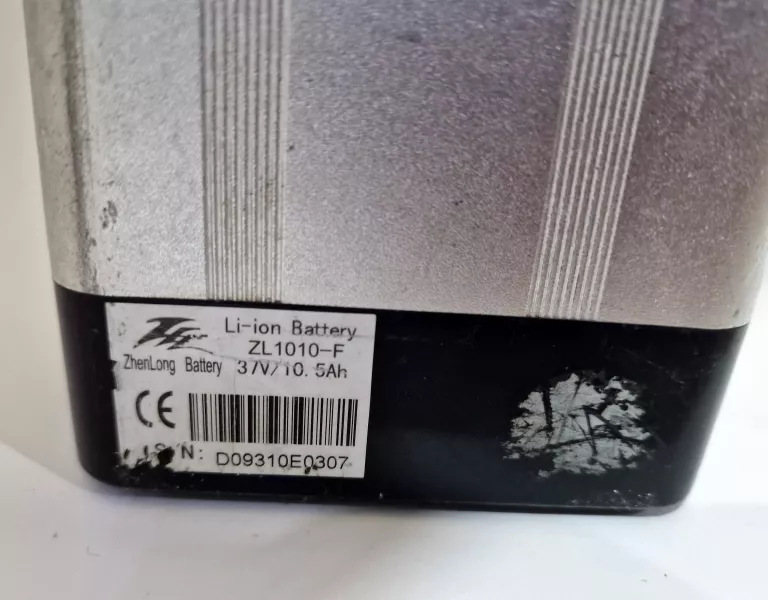 Li-ion Battery
ZL1010-F
ZhenLong Battery 37V/10.5Ah
CE
S/N: D09310E0307